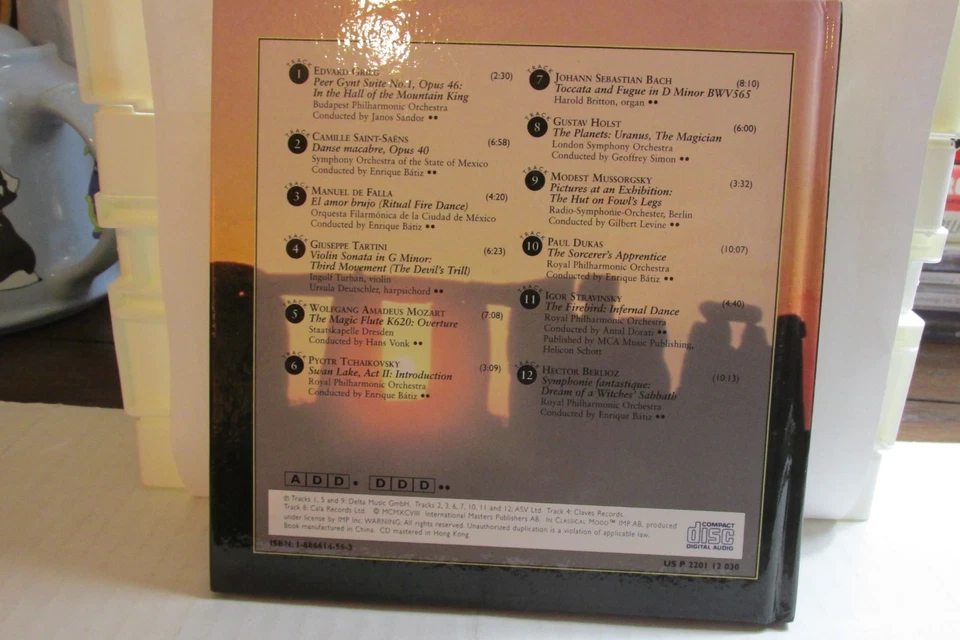 TRACK
1
EDVARD GRIEG (2:30)
Peer Gynt Suite No.1, Opus 46:
In the Hall of the Mountain King
Budapest Philharmonic Orchestra
Conducted by Janos Sandor ••
TRACK
2
CAMILLE SAINT-SAËNS (6:58)
Danse macabre, Opus 40
Symphony Orchestra of the State of Mexico
Conducted by Enrique Bátiz ••
TRACK
3
MANUEL DE FALLA (4:20)
El amor brujo (Ritual Fire Dance)
Orquesta Filarmónica de la Ciudad de México
Conducted by Enrique Bátiz ••
TRACK
4
GIUSEPPE TARTINI (6:23)
Violin Sonata in G Minor:
Third Movement (The Devil's Trill)
Ingolf Turban, violin
Ursula Deutschler, harpsichord ••
TRACK
5
WOLFGANG AMADEUS MOZART (7:08)
The Magic Flute K620: Overture
Staatskapelle Dresden
Conducted by Hans Vonk ••
TRACK
6
PYOTR TCHAIKOVSKY (3:09)
Swan Lake, Act II: Introduction
Royal Philharmonic Orchestra
Conducted by Enrique Bátiz ••
TRACK
7
JOHANN SEBASTIAN BACH (8:10)
Toccata and Fugue in D Minor BWV565
Harold Britton, organ ••
TRACK
8
GUSTAV HOLST (6:00)
The Planets: Uranus, The Magician
London Symphony Orchestra
Conducted by Geoffrey Simon ••
TRACK
9
MODEST MUSSORGSKY (3:32)
Pictures at an Exhibition:
The Hut on Fowl's Legs
Radio-Symphonie-Orchester, Berlin
Conducted by Gilbert Levine ••
TRACK
10
PAUL DUKAS (10:07)
The Sorcerer's Apprentice
Royal Philharmonic Orchestra
Conducted by Enrique Bátiz ••
TRACK
11
IGOR STRAVINSKY (4:40)
The Firebird: Infernal Dance
Royal Philharmonic Orchestra
Conducted by Antal Dorati ••
Published by MCA Music Publishing,
Helicon Schott
TRACK
12
HECTOR BERLIOZ (10:13)
Symphonie fantastique:
Dream of a Witches' Sabbath
Royal Philharmonic Orchestra
Conducted by Enrique Bátiz ••
A D D • D D D ••
℗ Tracks 1, 5 and 9: Delta Music GmbH. Tracks 2, 3, 6, 7, 10, 11 and 12: ASV Ltd. Track 4: Claves Records.
Track 8: Cala Records Ltd. © MCMXCVIII International Masters Publishers AB. IN CLASSICAL MOOD™ IMP AB, produced
under license by IMP Inc. WARNING: All rights reserved. Unauthorized duplication is a violation of applicable law.
Book manufactured in China. CD mastered in Hong Kong.
COMPACT
disc
DIGITAL AUDIO
ISBN: 1-886614-58-2
US P 2201 12 030